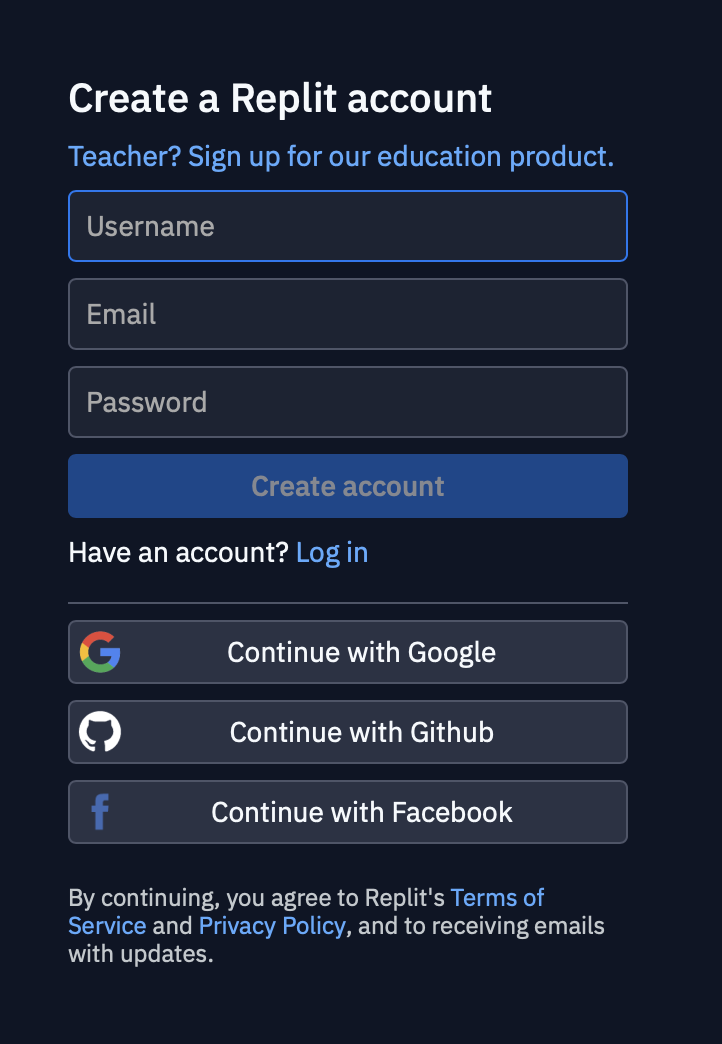 Create a Replit account
Teacher? Sign up for our education product.
Username
Email
Password
Create account
Have an account? Log in
Continue with Google
Continue with Github
Continue with Facebook
By continuing, you agree to Replit's Terms of
Service and Privacy Policy, and to receiving emails
with updates.